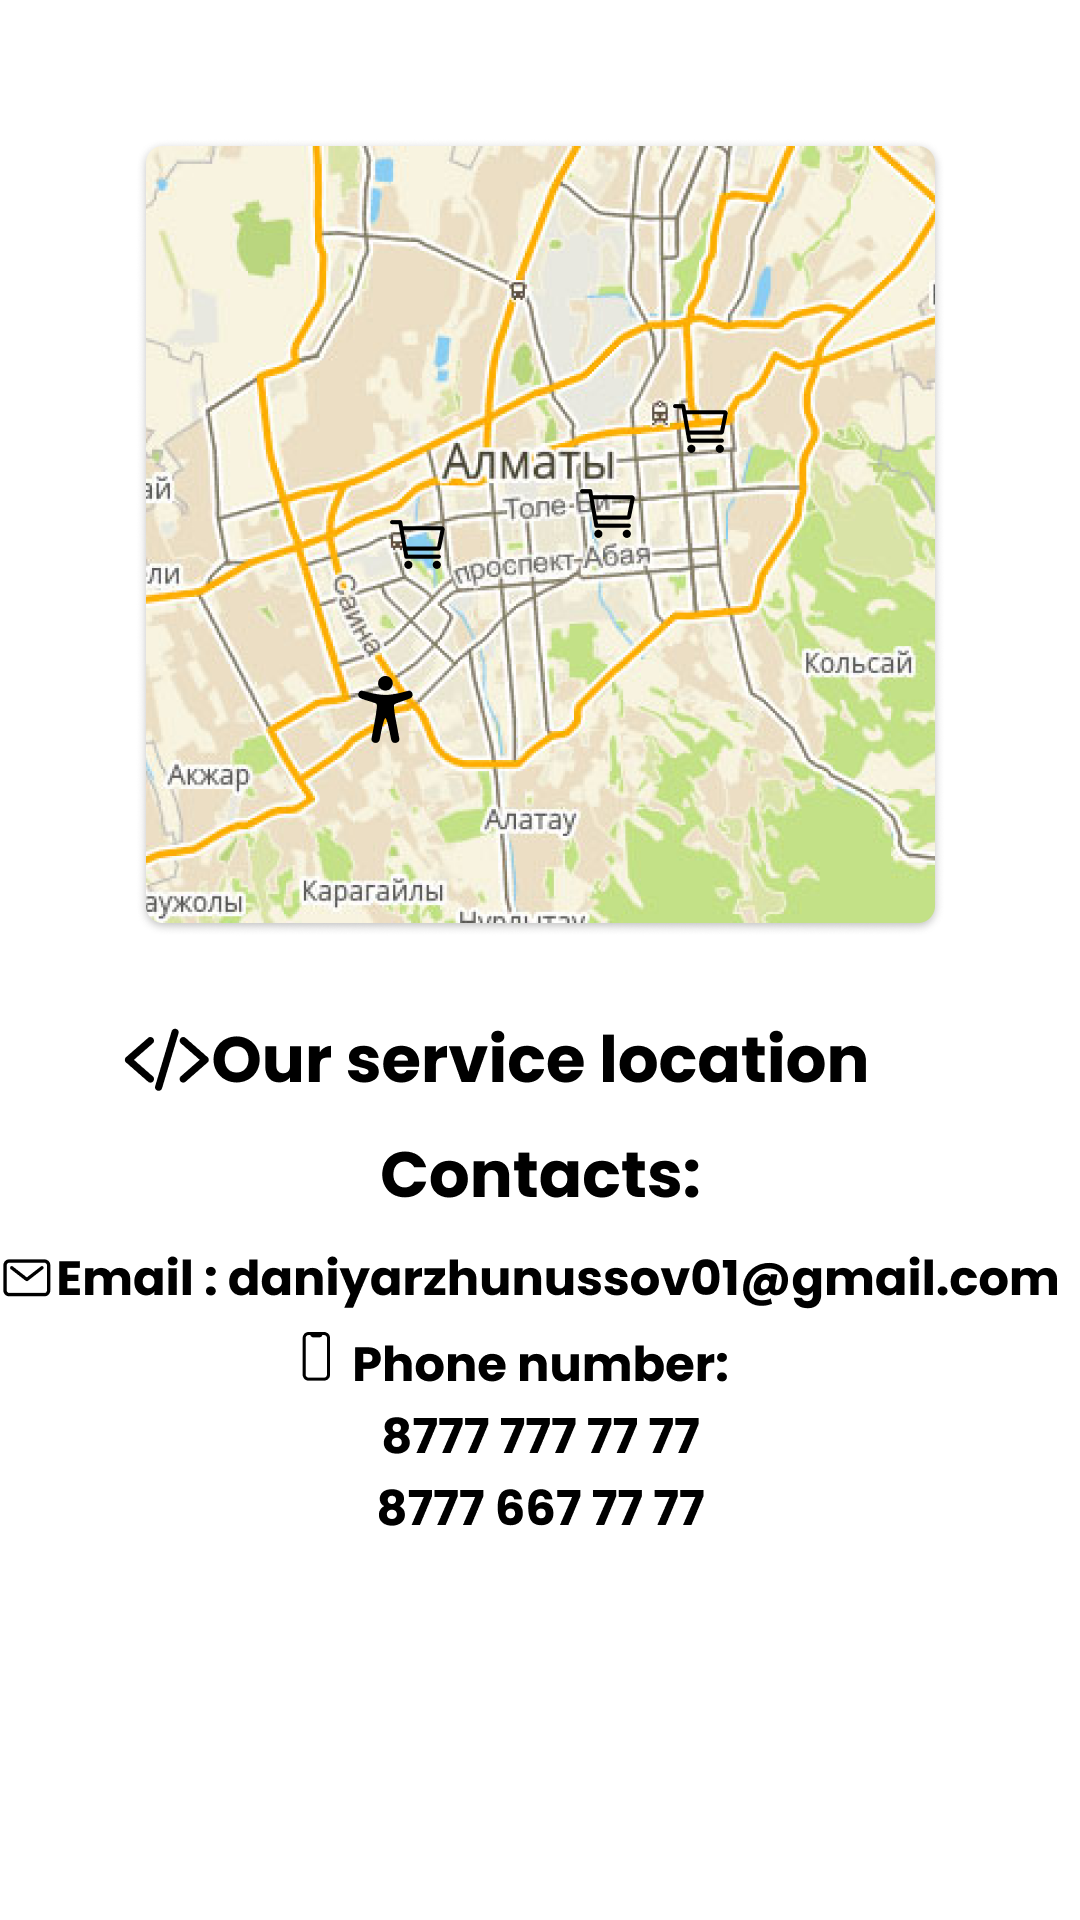 Алматы
ай
Толе-Би
проспект-Абая
ли
Саина
Кольсай
Акжар
Алатау
Карагайлы
аужолы
Нурлытау
</>Our service location
Contacts:
Email : daniyarzhunussov01@gmail.com
Phone number:
8777 777 77 77
8777 667 77 77